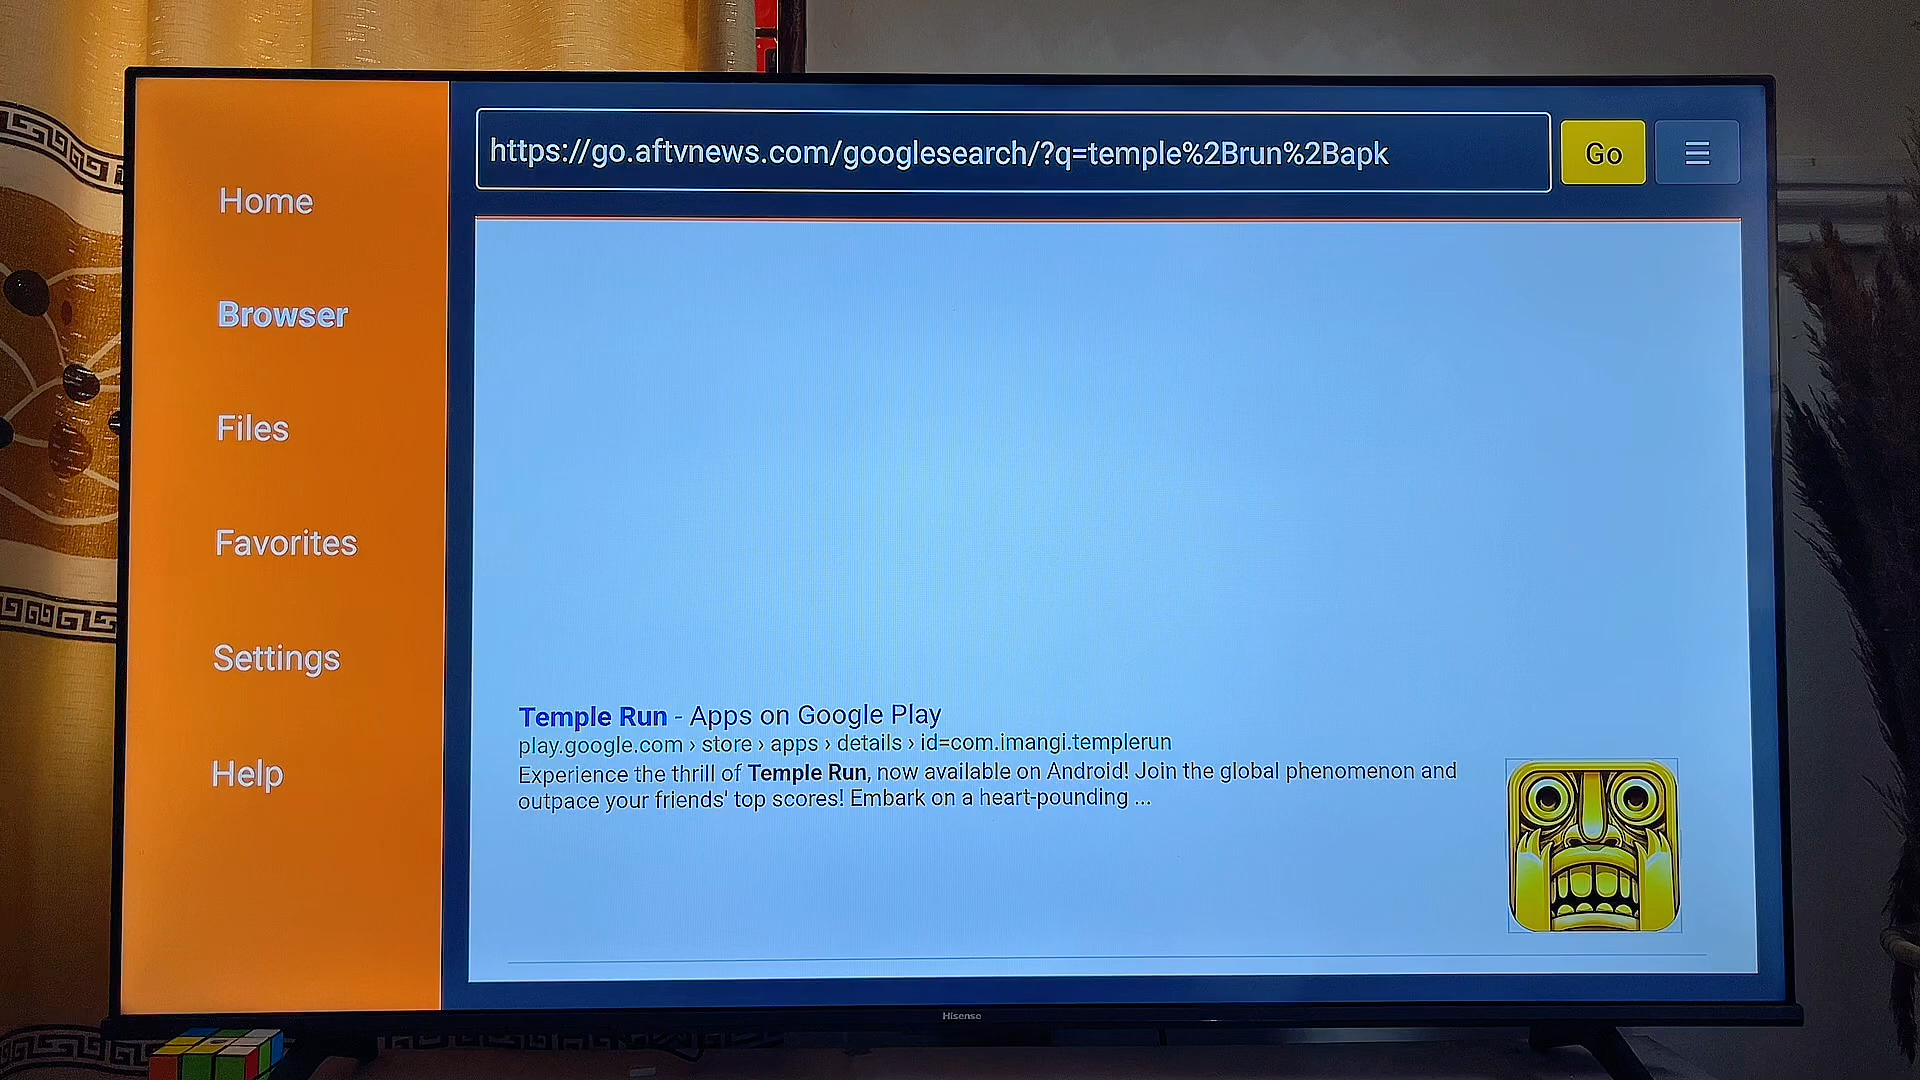 https://go.aftvnews.com/googlesearch/?q=temple%2Brun%2Bapk
Go
Home
Browser
Files
Favorites
Settings
Help
Temple Run - Apps on Google Play
play.google.com › store › apps › details › id=com.imangi.templerun
Experience the thrill of Temple Run, now available on Android! Join the global phenomenon and
outpace your friends' top scores! Embark on a heart-pounding ...
Hisense